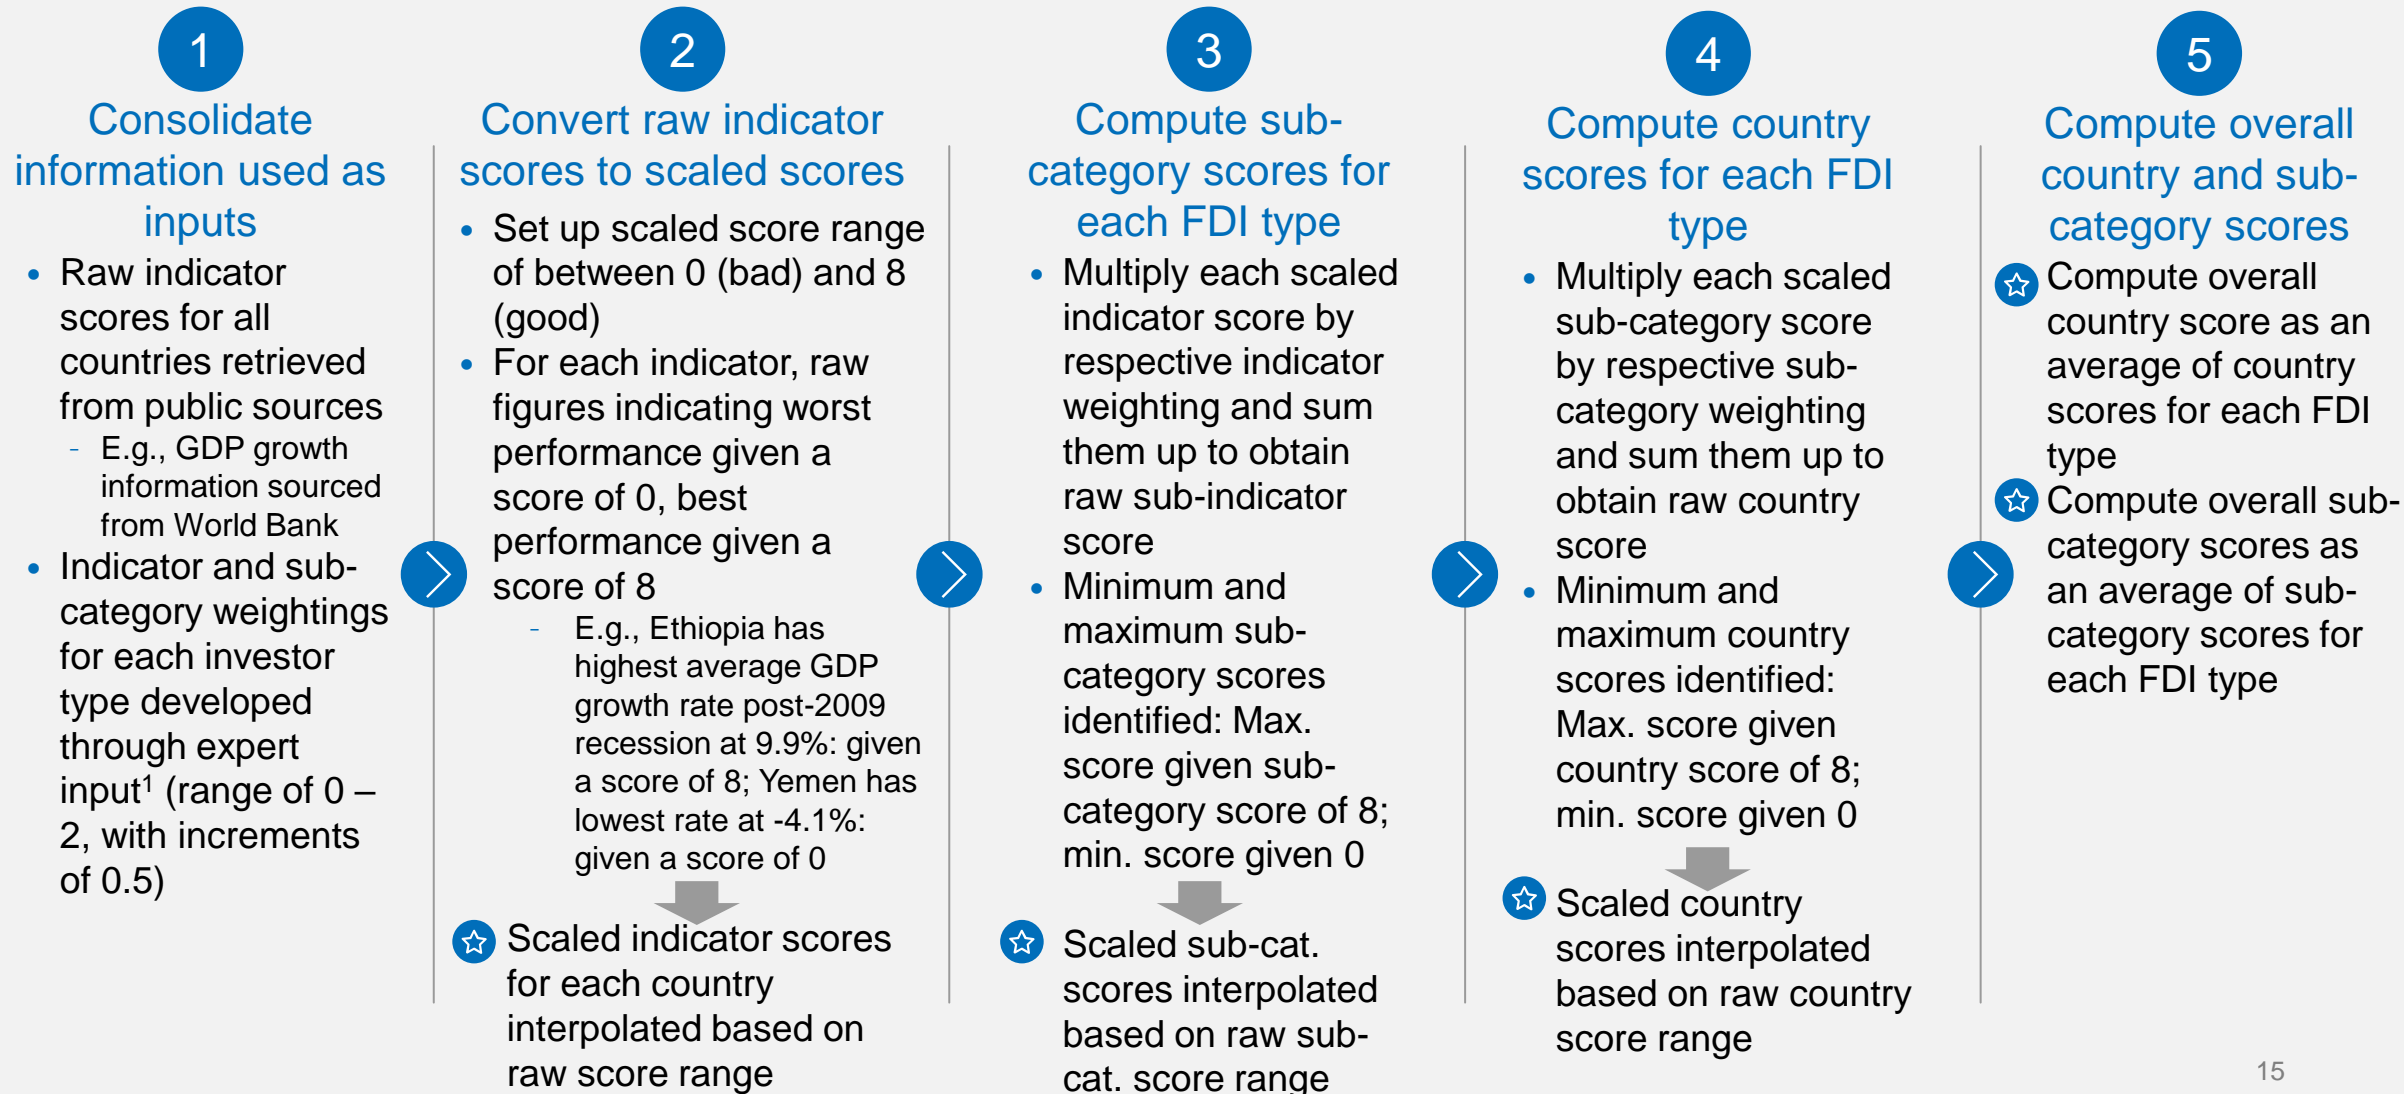 1
Consolidate
information used as
inputs
• Raw indicator
scores for all
countries retrieved
from public sources
- E.g., GDP growth
information sourced
from World Bank
• Indicator and sub-
category weightings
for each investor
type developed
through expert
input¹ (range of 0 –
2, with increments
of 0.5)
2
Convert raw indicator
scores to scaled scores
• Set up scaled score range
of between 0 (bad) and 8
(good)
• For each indicator, raw
figures indicating worst
performance given a
score of 0, best
performance given a
score of 8
- E.g., Ethiopia has
highest average GDP
growth rate post-2009
recession at 9.9%: given
a score of 8; Yemen has
lowest rate at -4.1%:
given a score of 0
Scaled indicator scores
for each country
interpolated based on
raw score range
3
Compute sub-
category scores for
each FDI type
• Multiply each scaled
indicator score by
respective indicator
weighting and sum
them up to obtain
raw sub-indicator
score
• Minimum and
maximum sub-
category scores
identified: Max.
score given sub-
category score of 8;
min. score given 0
Scaled sub-cat.
scores interpolated
based on raw sub-
cat. score range
4
Compute country
scores for each FDI
type
• Multiply each scaled
sub-category score
by respective sub-
category weighting
and sum them up to
obtain raw country
score
• Minimum and
maximum country
scores identified:
Max. score given
country score of 8;
min. score given 0
Scaled country
scores interpolated
based on raw country
score range
5
Compute overall
country and sub-
category scores
Compute overall
country score as an
average of country
scores for each FDI
type
Compute overall sub-
category scores as
an average of sub-
category scores for
each FDI type
15